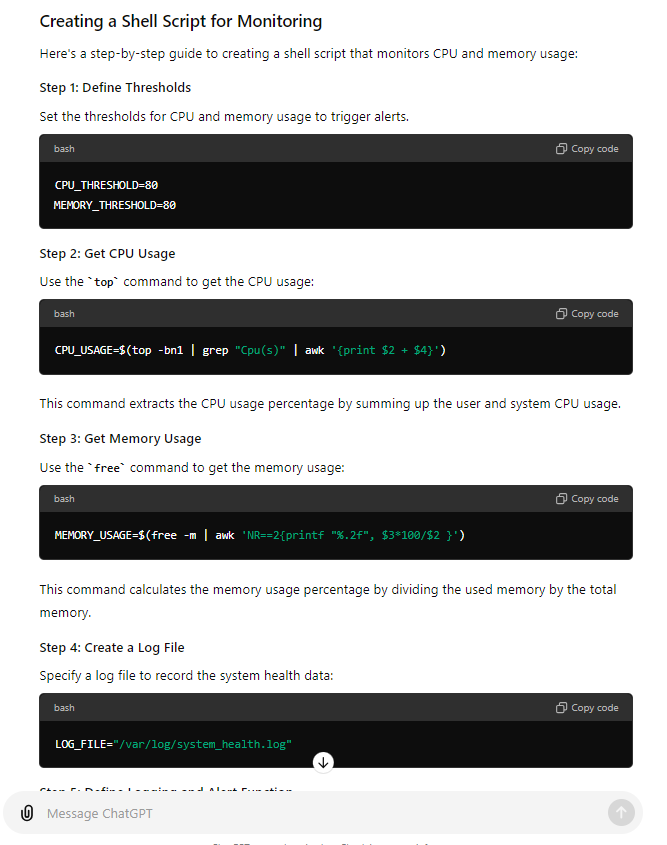 Creating a Shell Script for Monitoring
Here's a step-by-step guide to creating a shell script that monitors CPU and memory usage:
Step 1: Define Thresholds
Set the thresholds for CPU and memory usage to trigger alerts.
bash Copy code
CPU_THRESHOLD=80
MEMORY_THRESHOLD=80
Step 2: Get CPU Usage
Use the `top` command to get the CPU usage:
bash Copy code
CPU_USAGE=$(top -bn1 | grep "Cpu(s)" | awk '{print $2 + $4}')
This command extracts the CPU usage percentage by summing up the user and system CPU usage.
Step 3: Get Memory Usage
Use the `free` command to get the memory usage:
bash Copy code
MEMORY_USAGE=$(free -m | awk 'NR==2{printf "%.2f", $3*100/$2 }')
This command calculates the memory usage percentage by dividing the used memory by the total
memory.
Step 4: Create a Log File
Specify a log file to record the system health data:
bash Copy code
LOG_FILE="/var/log/system_health.log"
Step 5: Define Logging and Alert Function
Message ChatGPT